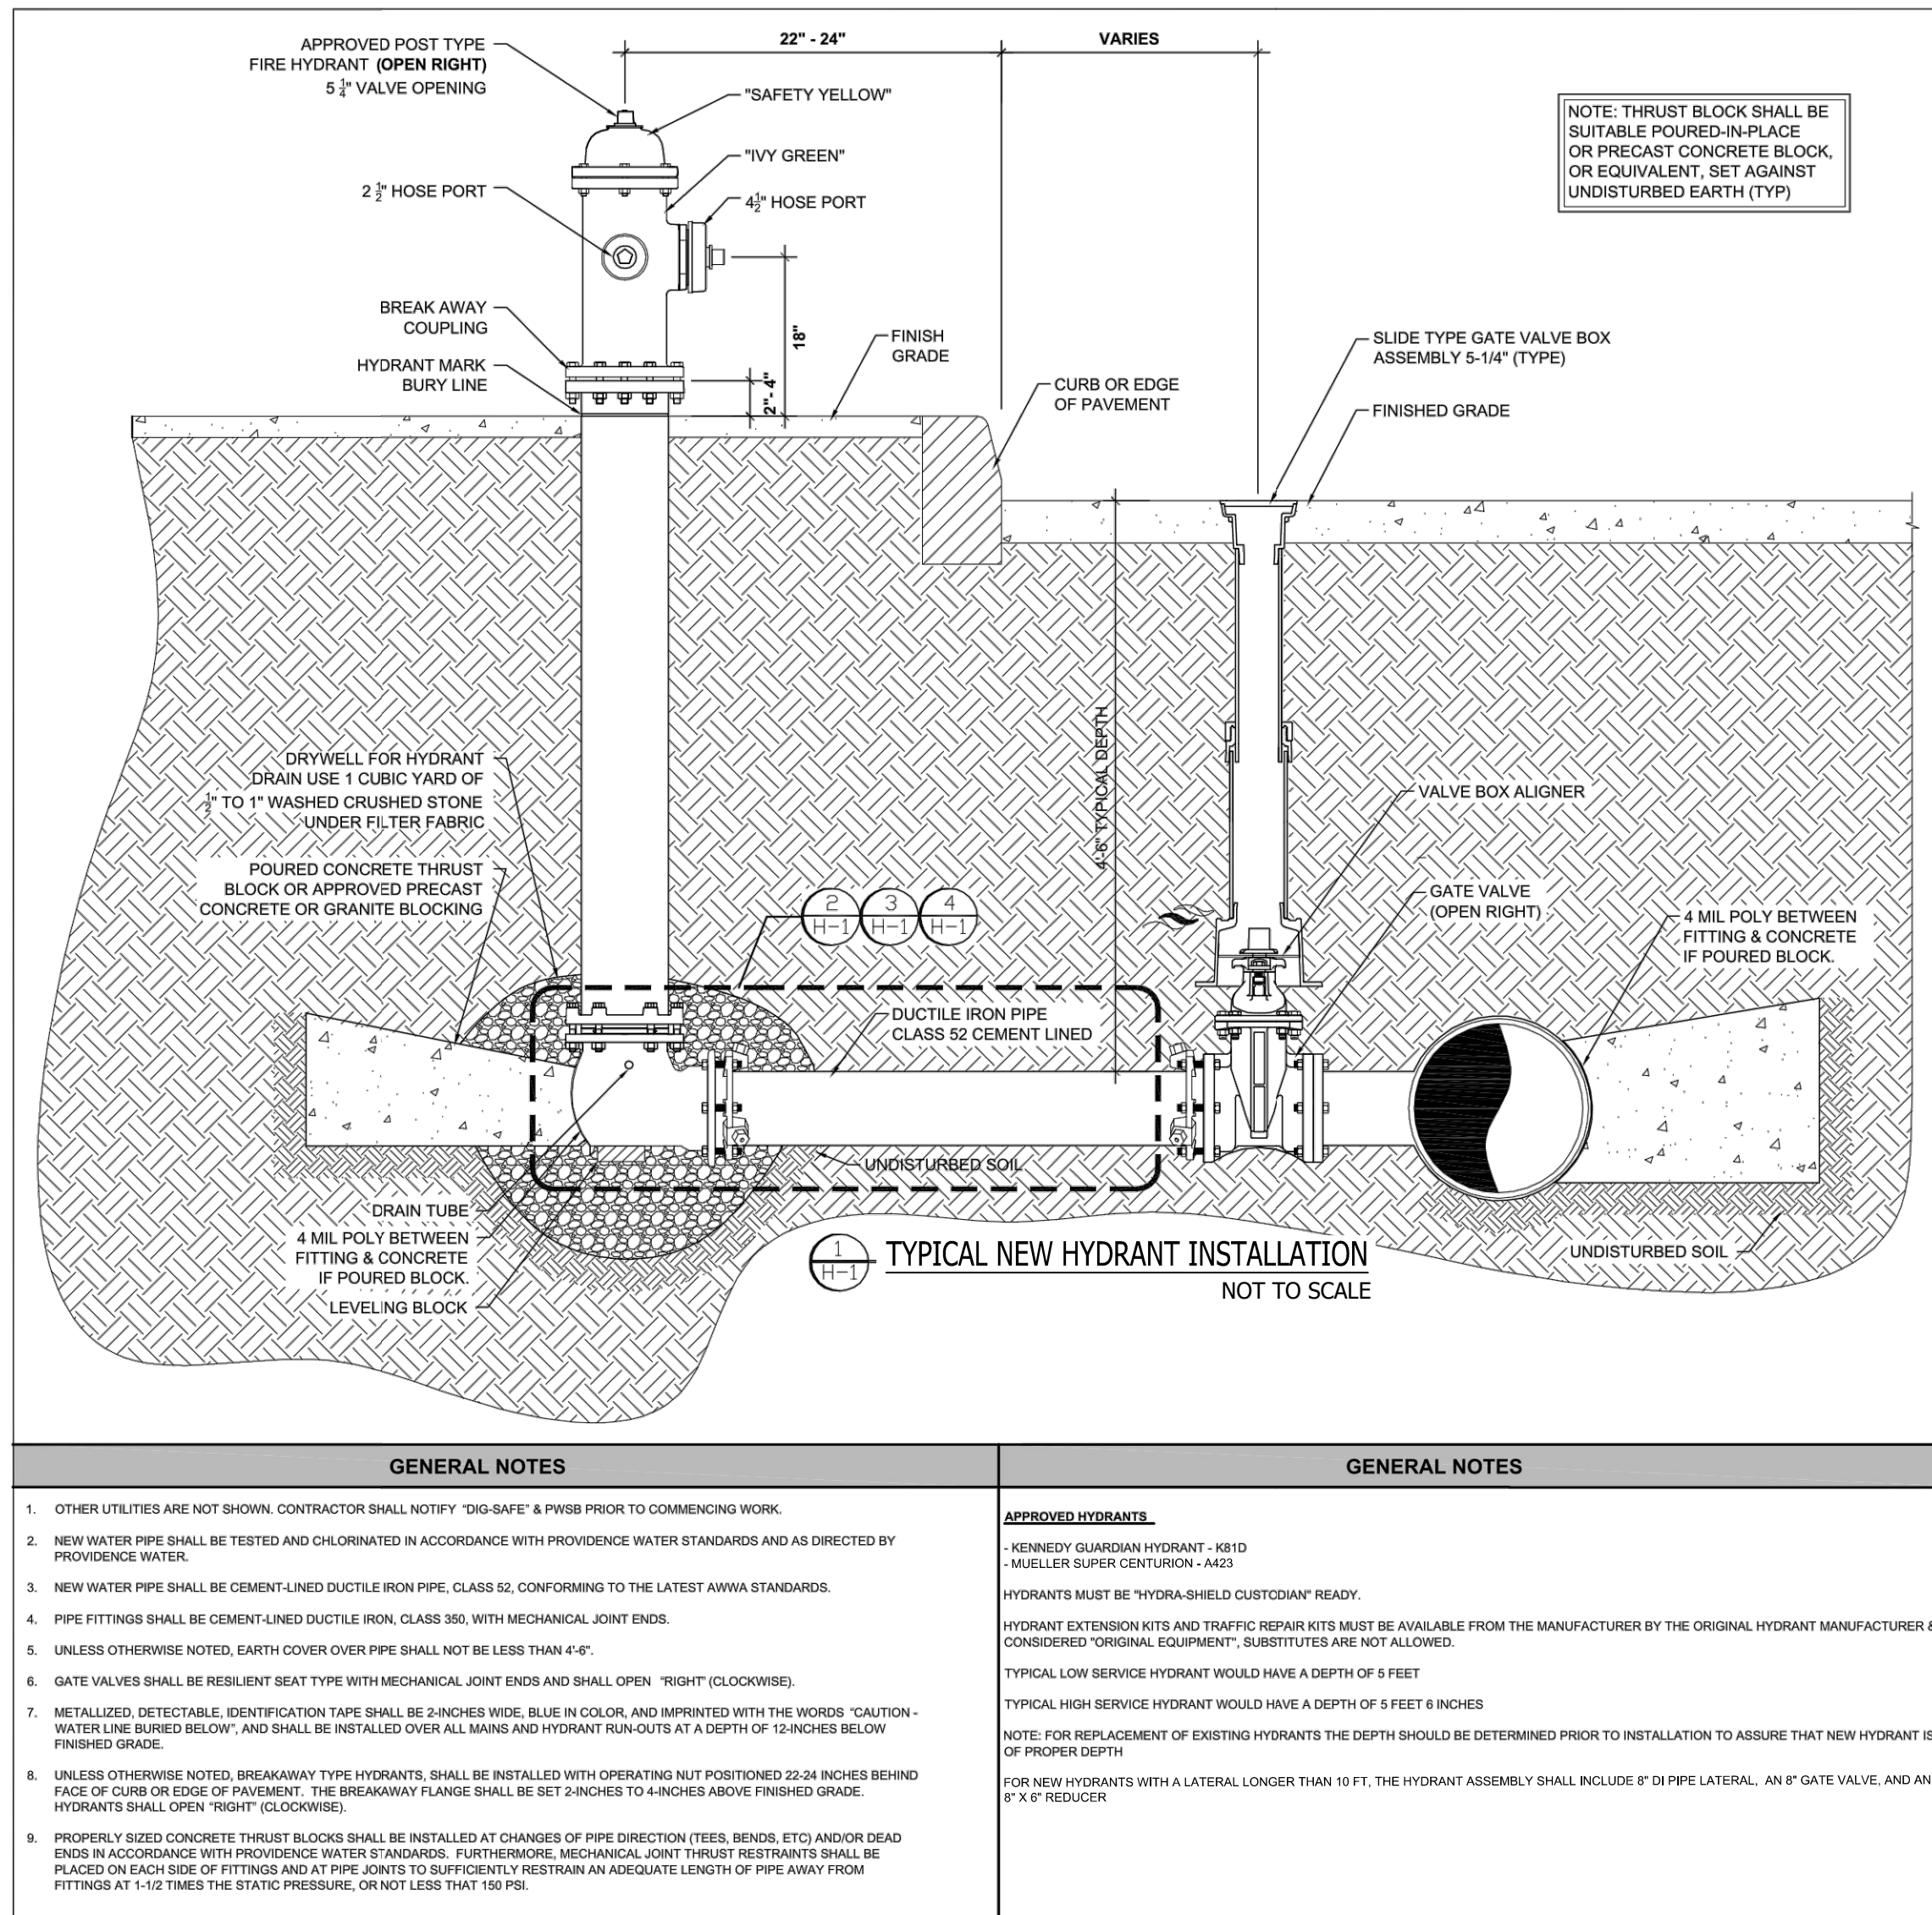 APPROVED POST TYPE
FIRE HYDRANT (OPEN RIGHT)
5 1/4" VALVE OPENING
22" - 24"
VARIES
"SAFETY YELLOW"
"IVY GREEN"
2 1/2" HOSE PORT
4 1/2" HOSE PORT
NOTE: THRUST BLOCK SHALL BE
SUITABLE POURED-IN-PLACE
OR PRECAST CONCRETE BLOCK,
OR EQUIVALENT, SET AGAINST
UNDISTURBED EARTH (TYP)
BREAK AWAY
COUPLING
HYDRANT MARK
BURY LINE
18"
2"- 4"
FINISH
GRADE
CURB OR EDGE
OF PAVEMENT
SLIDE TYPE GATE VALVE BOX
ASSEMBLY 5-1/4" (TYPE)
FINISHED GRADE
DRYWELL FOR HYDRANT
DRAIN USE 1 CUBIC YARD OF
1/2" TO 1" WASHED CRUSHED STONE
UNDER FILTER FABRIC
POURED CONCRETE THRUST
BLOCK OR APPROVED PRECAST
CONCRETE OR GRANITE BLOCKING
4'-6" TYPICAL DEPTH
VALVE BOX ALIGNER
2
H-1
3
H-1
4
H-1
GATE VALVE
(OPEN RIGHT)
4 MIL POLY BETWEEN
FITTING & CONCRETE
IF POURED BLOCK.
DUCTILE IRON PIPE
CLASS 52 CEMENT LINED
UNDISTURBED SOIL
DRAIN TUBE
4 MIL POLY BETWEEN
FITTING & CONCRETE
IF POURED BLOCK.
LEVELING BLOCK
UNDISTURBED SOIL
1
H-1
TYPICAL NEW HYDRANT INSTALLATION
NOT TO SCALE
GENERAL NOTES
1. OTHER UTILITIES ARE NOT SHOWN. CONTRACTOR SHALL NOTIFY "DIG-SAFE" & PWSB PRIOR TO COMMENCING WORK.
2. NEW WATER PIPE SHALL BE TESTED AND CHLORINATED IN ACCORDANCE WITH PROVIDENCE WATER STANDARDS AND AS DIRECTED BY
PROVIDENCE WATER.
3. NEW WATER PIPE SHALL BE CEMENT-LINED DUCTILE IRON PIPE, CLASS 52, CONFORMING TO THE LATEST AWWA STANDARDS.
4. PIPE FITTINGS SHALL BE CEMENT-LINED DUCTILE IRON, CLASS 350, WITH MECHANICAL JOINT ENDS.
5. UNLESS OTHERWISE NOTED, EARTH COVER OVER PIPE SHALL NOT BE LESS THAN 4'-6".
6. GATE VALVES SHALL BE RESILIENT SEAT TYPE WITH MECHANICAL JOINT ENDS AND SHALL OPEN "RIGHT" (CLOCKWISE).
7. METALLIZED, DETECTABLE, IDENTIFICATION TAPE SHALL BE 2-INCHES WIDE, BLUE IN COLOR, AND IMPRINTED WITH THE WORDS "CAUTION -
WATER LINE BURIED BELOW", AND SHALL BE INSTALLED OVER ALL MAINS AND HYDRANT RUN-OUTS AT A DEPTH OF 12-INCHES BELOW
FINISHED GRADE.
8. UNLESS OTHERWISE NOTED, BREAKAWAY TYPE HYDRANTS, SHALL BE INSTALLED WITH OPERATING NUT POSITIONED 22-24 INCHES BEHIND
FACE OF CURB OR EDGE OF PAVEMENT. THE BREAKAWAY FLANGE SHALL BE SET 2-INCHES TO 4-INCHES ABOVE FINISHED GRADE.
HYDRANTS SHALL OPEN "RIGHT" (CLOCKWISE).
9. PROPERLY SIZED CONCRETE THRUST BLOCKS SHALL BE INSTALLED AT CHANGES OF PIPE DIRECTION (TEES, BENDS, ETC) AND/OR DEAD
ENDS IN ACCORDANCE WITH PROVIDENCE WATER STANDARDS. FURTHERMORE, MECHANICAL JOINT THRUST RESTRAINTS SHALL BE
PLACED ON EACH SIDE OF FITTINGS AND AT PIPE JOINTS TO SUFFICIENTLY RESTRAIN AN ADEQUATE LENGTH OF PIPE AWAY FROM
FITTINGS AT 1-1/2 TIMES THE STATIC PRESSURE, OR NOT LESS THAT 150 PSI.
GENERAL NOTES
APPROVED HYDRANTS
- KENNEDY GUARDIAN HYDRANT - K81D
- MUELLER SUPER CENTURION - A423
HYDRANTS MUST BE "HYDRA-SHIELD CUSTODIAN" READY.
HYDRANT EXTENSION KITS AND TRAFFIC REPAIR KITS MUST BE AVAILABLE FROM THE MANUFACTURER BY THE ORIGINAL HYDRANT MANUFACTURER &
CONSIDERED "ORIGINAL EQUIPMENT", SUBSTITUTES ARE NOT ALLOWED.
TYPICAL LOW SERVICE HYDRANT WOULD HAVE A DEPTH OF 5 FEET
TYPICAL HIGH SERVICE HYDRANT WOULD HAVE A DEPTH OF 5 FEET 6 INCHES
NOTE: FOR REPLACEMENT OF EXISTING HYDRANTS THE DEPTH SHOULD BE DETERMINED PRIOR TO INSTALLATION TO ASSURE THAT NEW HYDRANT IS
OF PROPER DEPTH
FOR NEW HYDRANTS WITH A LATERAL LONGER THAN 10 FT, THE HYDRANT ASSEMBLY SHALL INCLUDE 8" DI PIPE LATERAL, AN 8" GATE VALVE, AND AN
8" X 6" REDUCER